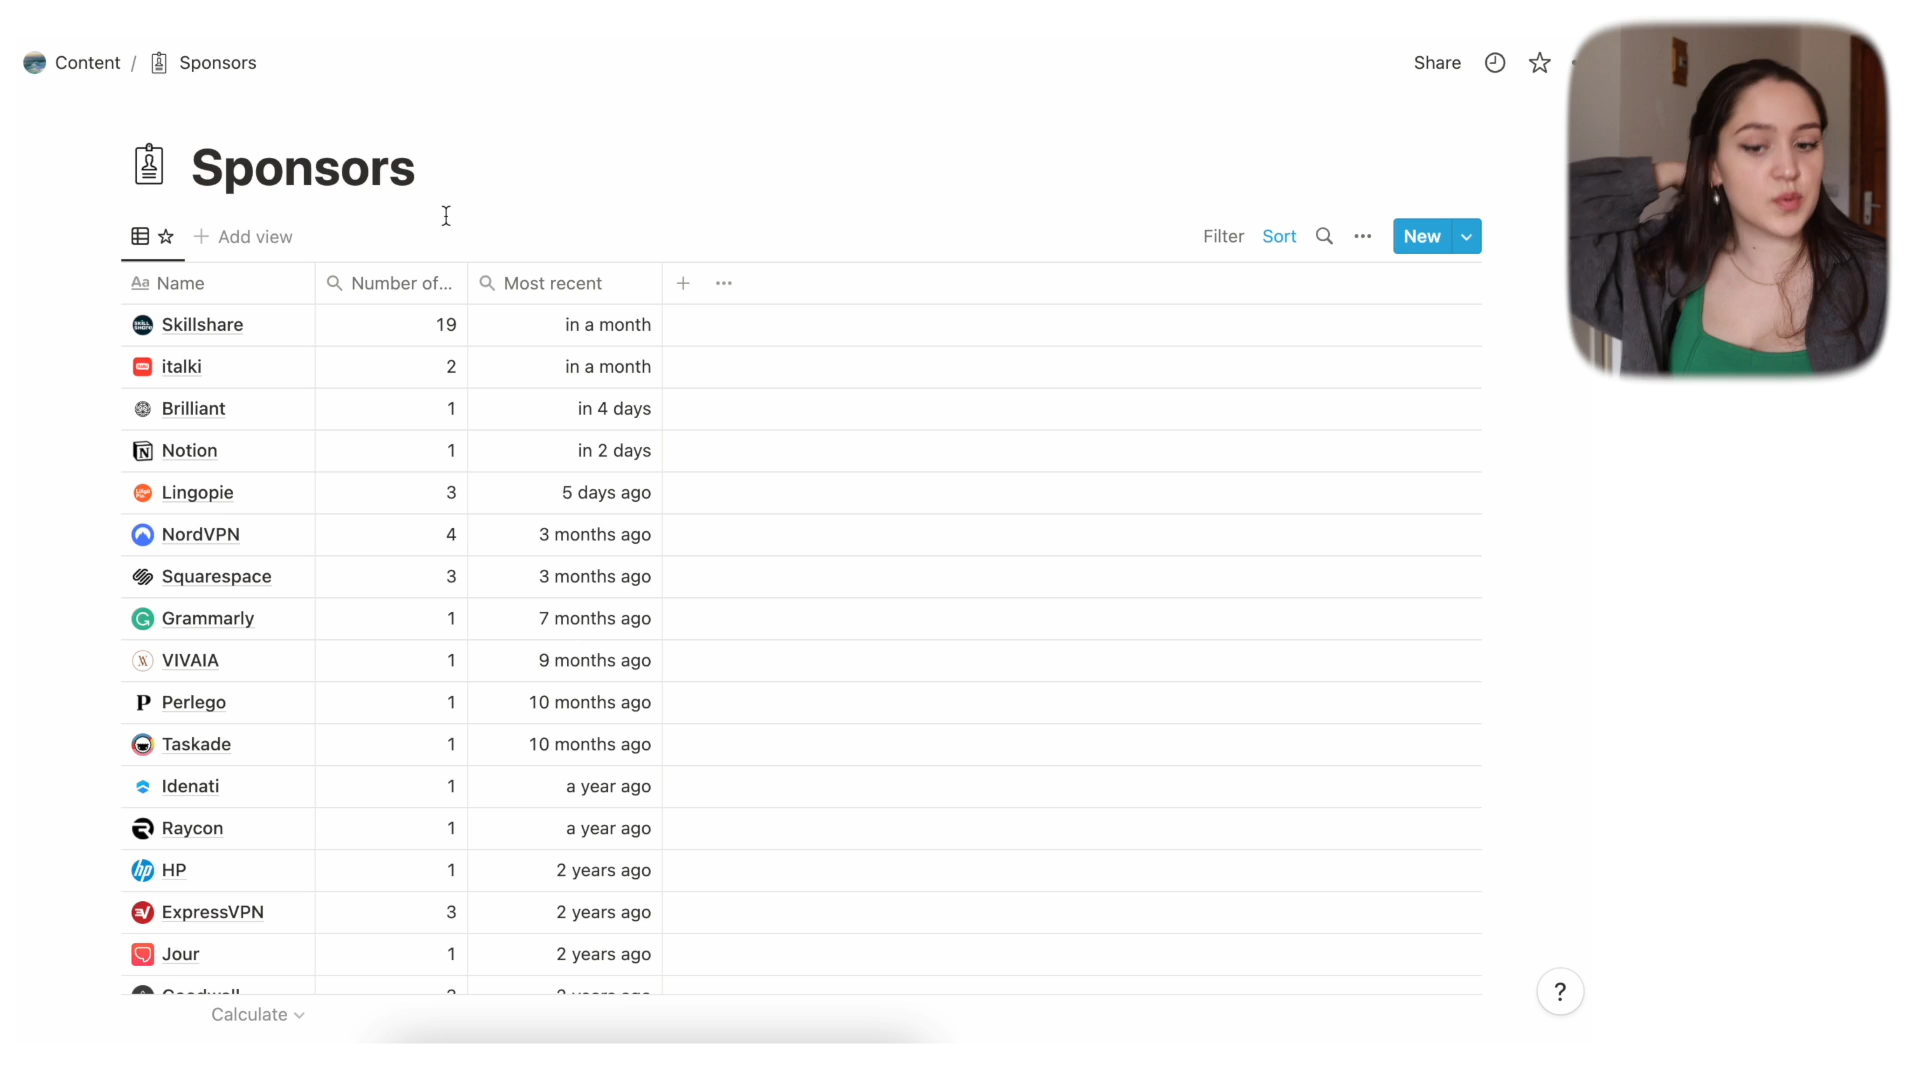 Content / Sponsors
Share
Sponsors
Add view
Filter Sort New
Aa Name Number of... Most recent
Skillshare 19 in a month
italki 2 in a month
Brilliant 1 in 4 days
Notion 1 in 2 days
Lingopie 3 5 days ago
NordVPN 4 3 months ago
Squarespace 3 3 months ago
Grammarly 1 7 months ago
VIVAIA 1 9 months ago
P Perlego 1 10 months ago
Taskade 1 10 months ago
Idenati 1 a year ago
Raycon 1 a year ago
hp HP 1 2 years ago
ExpressVPN 3 2 years ago
Jour 1 2 years ago
Calculate
?